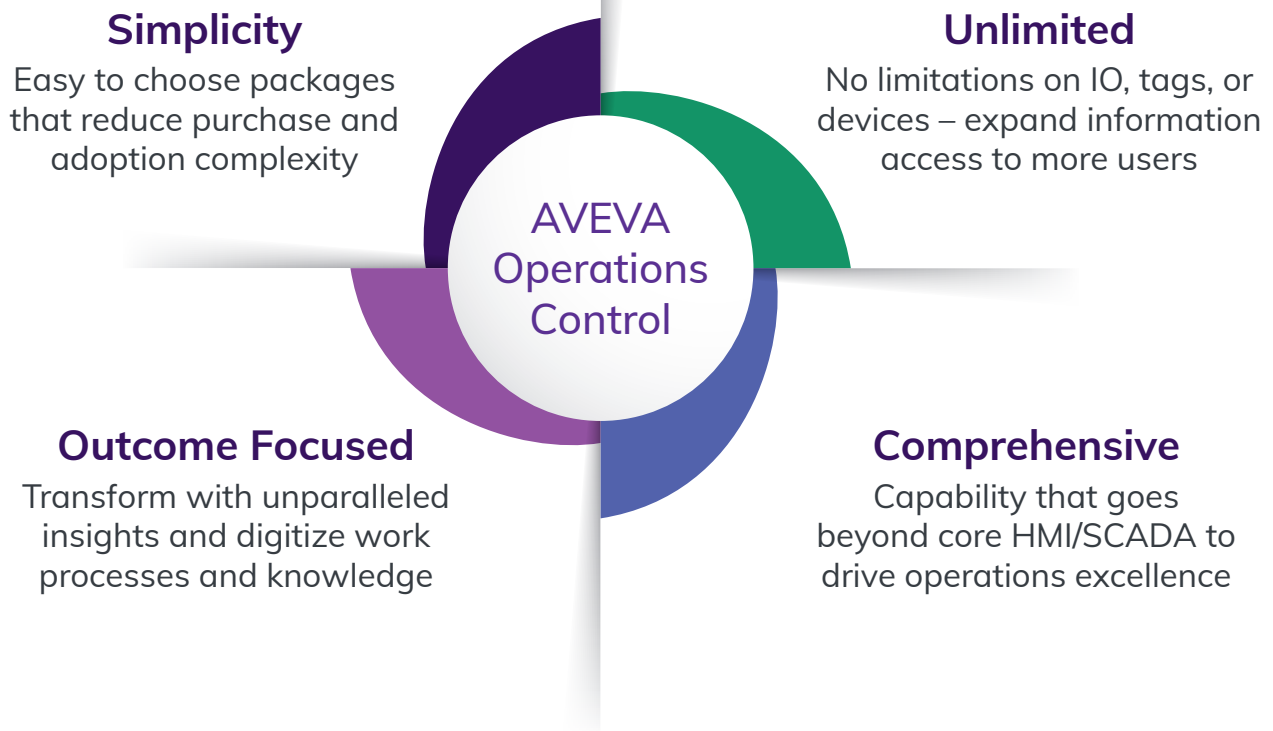 Simplicity
Easy to choose packages
that reduce purchase and
adoption complexity
Unlimited
No limitations on IO, tags, or
devices – expand information
access to more users
AVEVA
Operations
Control
Outcome Focused
Transform with unparalleled
insights and digitize work
processes and knowledge
Comprehensive
Capability that goes
beyond core HMI/SCADA to
drive operations excellence